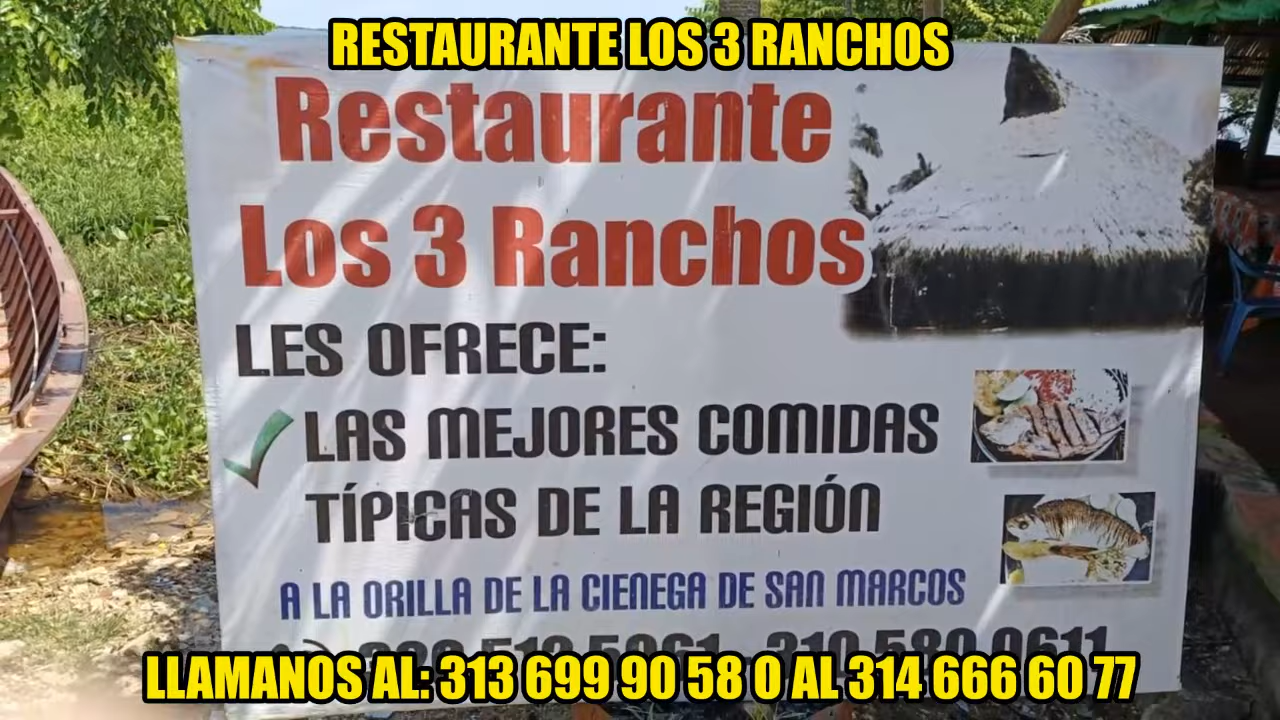 RESTAURANTE LOS 3 RANCHOS
Restaurante
Los 3 Ranchos
LES OFRECE:
LAS MEJORES COMIDAS
TÍPICAS DE LA REGIÓN
A LA ORILLA DE LA CIENEGA DE SAN MARCOS
LLAMANOS AL: 313 699 90 58 O AL 314 666 60 77